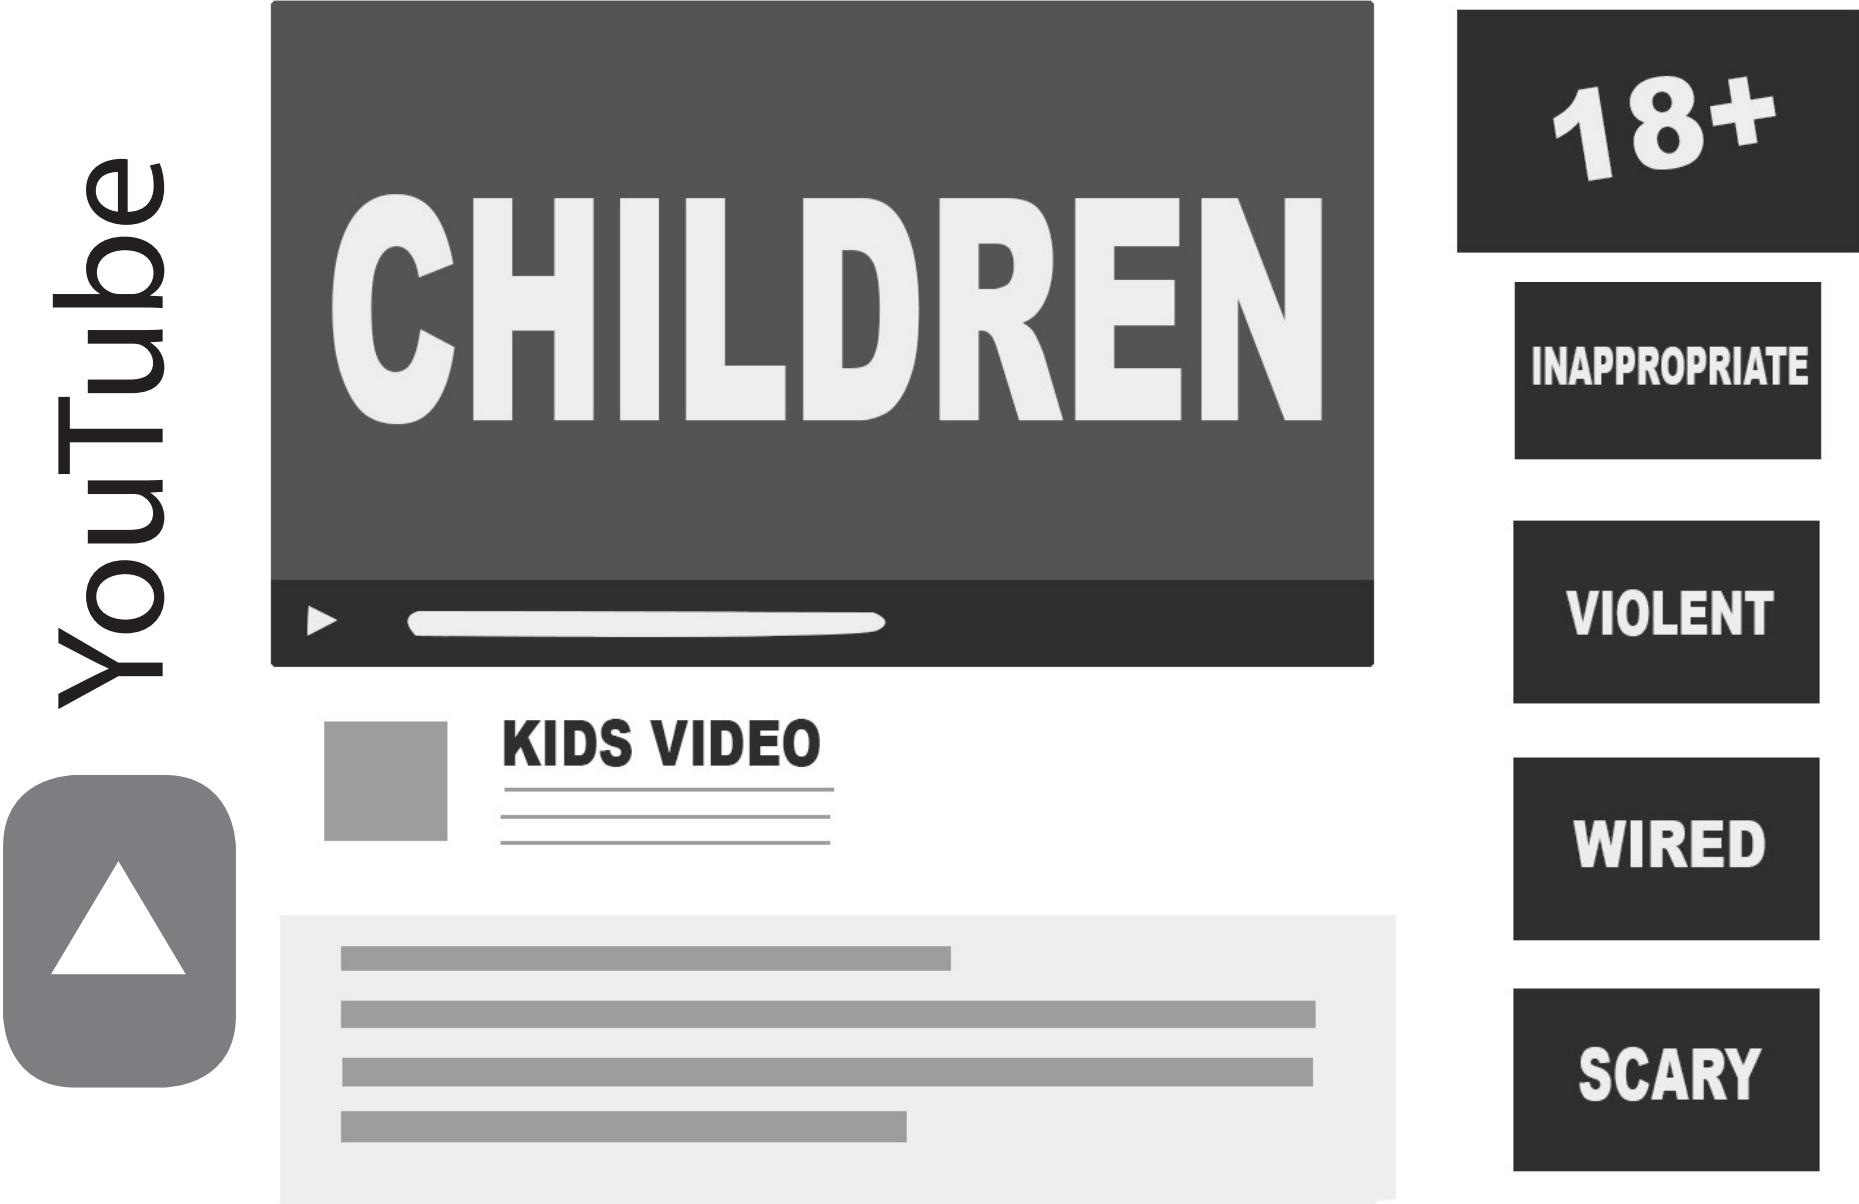 YouTube
CHILDREN
KIDS VIDEO
18+
INAPPROPRIATE
VIOLENT
WIRED
SCARY